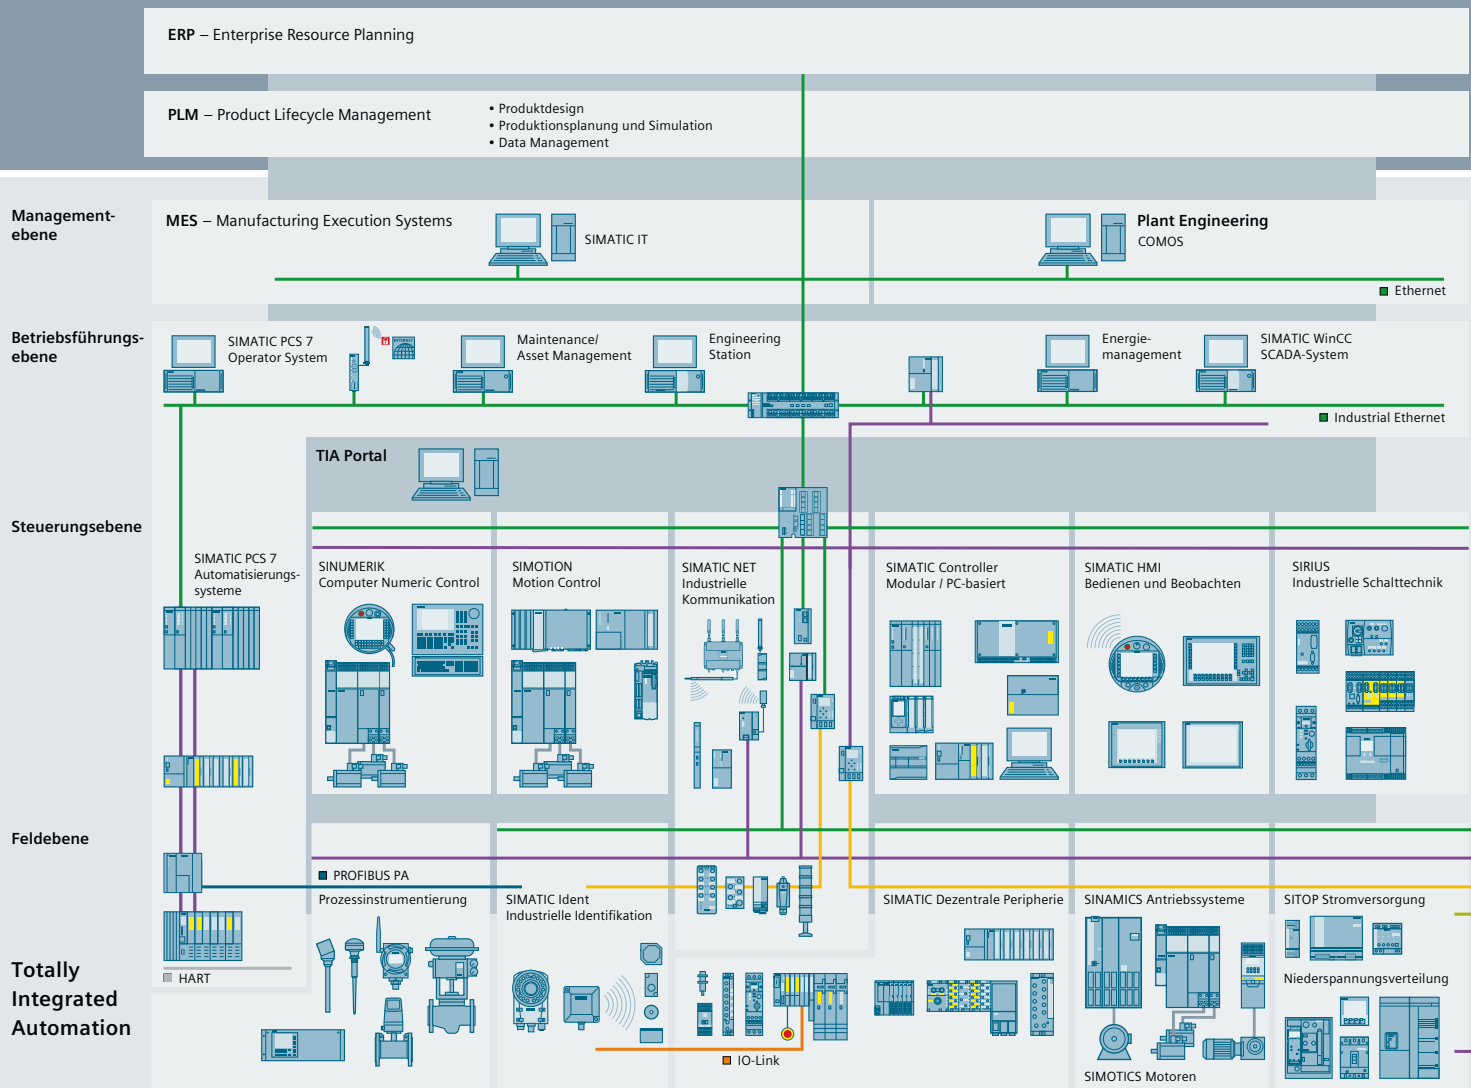 ERP – Enterprise Resource Planning
PLM – Product Lifecycle Management
• Produktdesign
• Produktionsplanung und Simulation
• Data Management
Management-
ebene
MES – Manufacturing Execution Systems
SIMATIC IT
Plant Engineering
COMOS
Ethernet
Betriebsführungs-
ebene
SIMATIC PCS 7
Operator System
Maintenance/
Asset Management
Engineering
Station
Energie-
management
SIMATIC WinCC
SCADA-System
Industrial Ethernet
TIA Portal
Steuerungsebene
SIMATIC PCS 7
Automatisierungs-
systeme
SINUMERIK
Computer Numeric Control
SIMOTION
Motion Control
SIMATIC NET
Industrielle
Kommunikation
SIMATIC Controller
Modular / PC-basiert
SIMATIC HMI
Bedienen und Beobachten
SIRIUS
Industrielle Schalttechnik
Feldebene
PROFIBUS PA
Prozessinstrumentierung
SIMATIC Ident
Industrielle Identifikation
SIMATIC Dezentrale Peripherie
SINAMICS Antriebssysteme
SITOP Stromversorgung
Niederspannungsverteilung
HART
Totally
Integrated
Automation
IO-Link
SIMOTICS Motoren